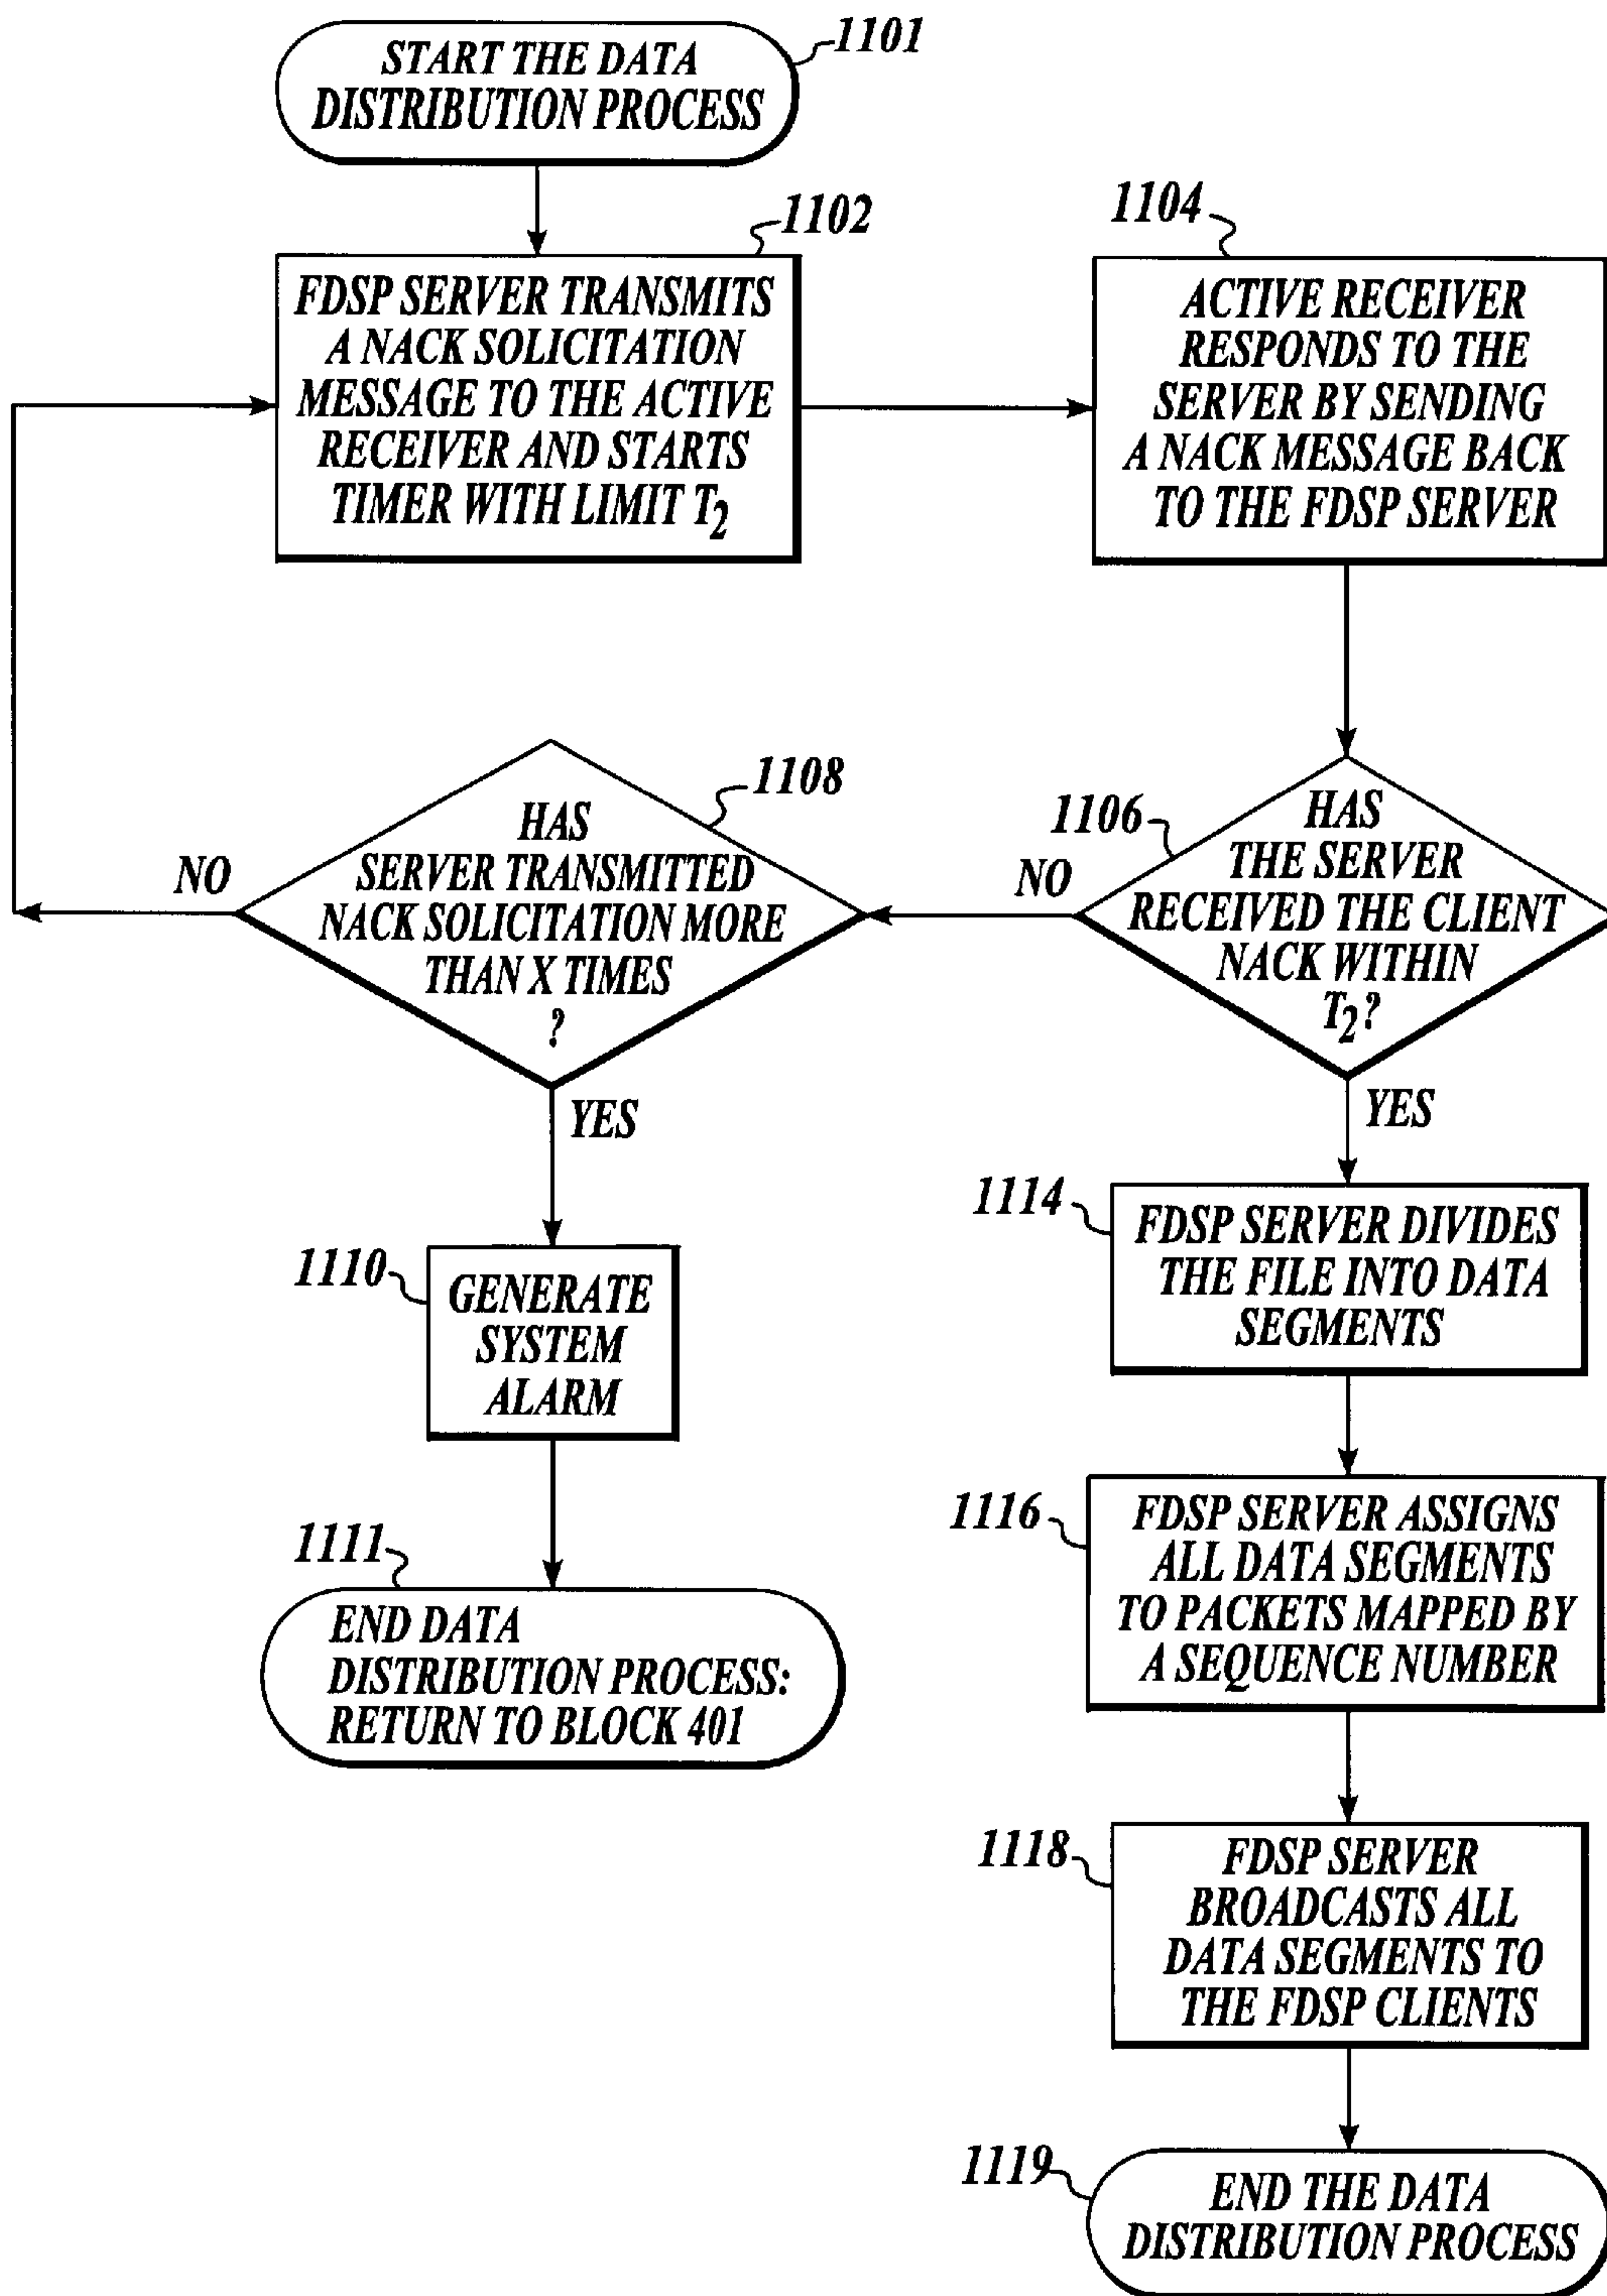 START THE DATA
DISTRIBUTION PROCESS
1101
1102
FDSP SERVER TRANSMITS
A NACK SOLICITATION
MESSAGE TO THE ACTIVE
RECEIVER AND STARTS
TIMER WITH LIMIT T2
1104
ACTIVE RECEIVER
RESPONDS TO THE
SERVER BY SENDING
A NACK MESSAGE BACK
TO THE FDSP SERVER
1106
HAS
THE SERVER
RECEIVED THE CLIENT
NACK WITHIN
T2?
NO
YES
1108
HAS
SERVER TRANSMITTED
NACK SOLICITATION MORE
THAN X TIMES
?
NO
YES
1110
GENERATE
SYSTEM
ALARM
1111
END DATA
DISTRIBUTION PROCESS:
RETURN TO BLOCK 401
1114
FDSP SERVER DIVIDES
THE FILE INTO DATA
SEGMENTS
1116
FDSP SERVER ASSIGNS
ALL DATA SEGMENTS
TO PACKETS MAPPED BY
A SEQUENCE NUMBER
1118
FDSP SERVER
BROADCASTS ALL
DATA SEGMENTS TO
THE FDSP CLIENTS
1119
END THE DATA
DISTRIBUTION PROCESS